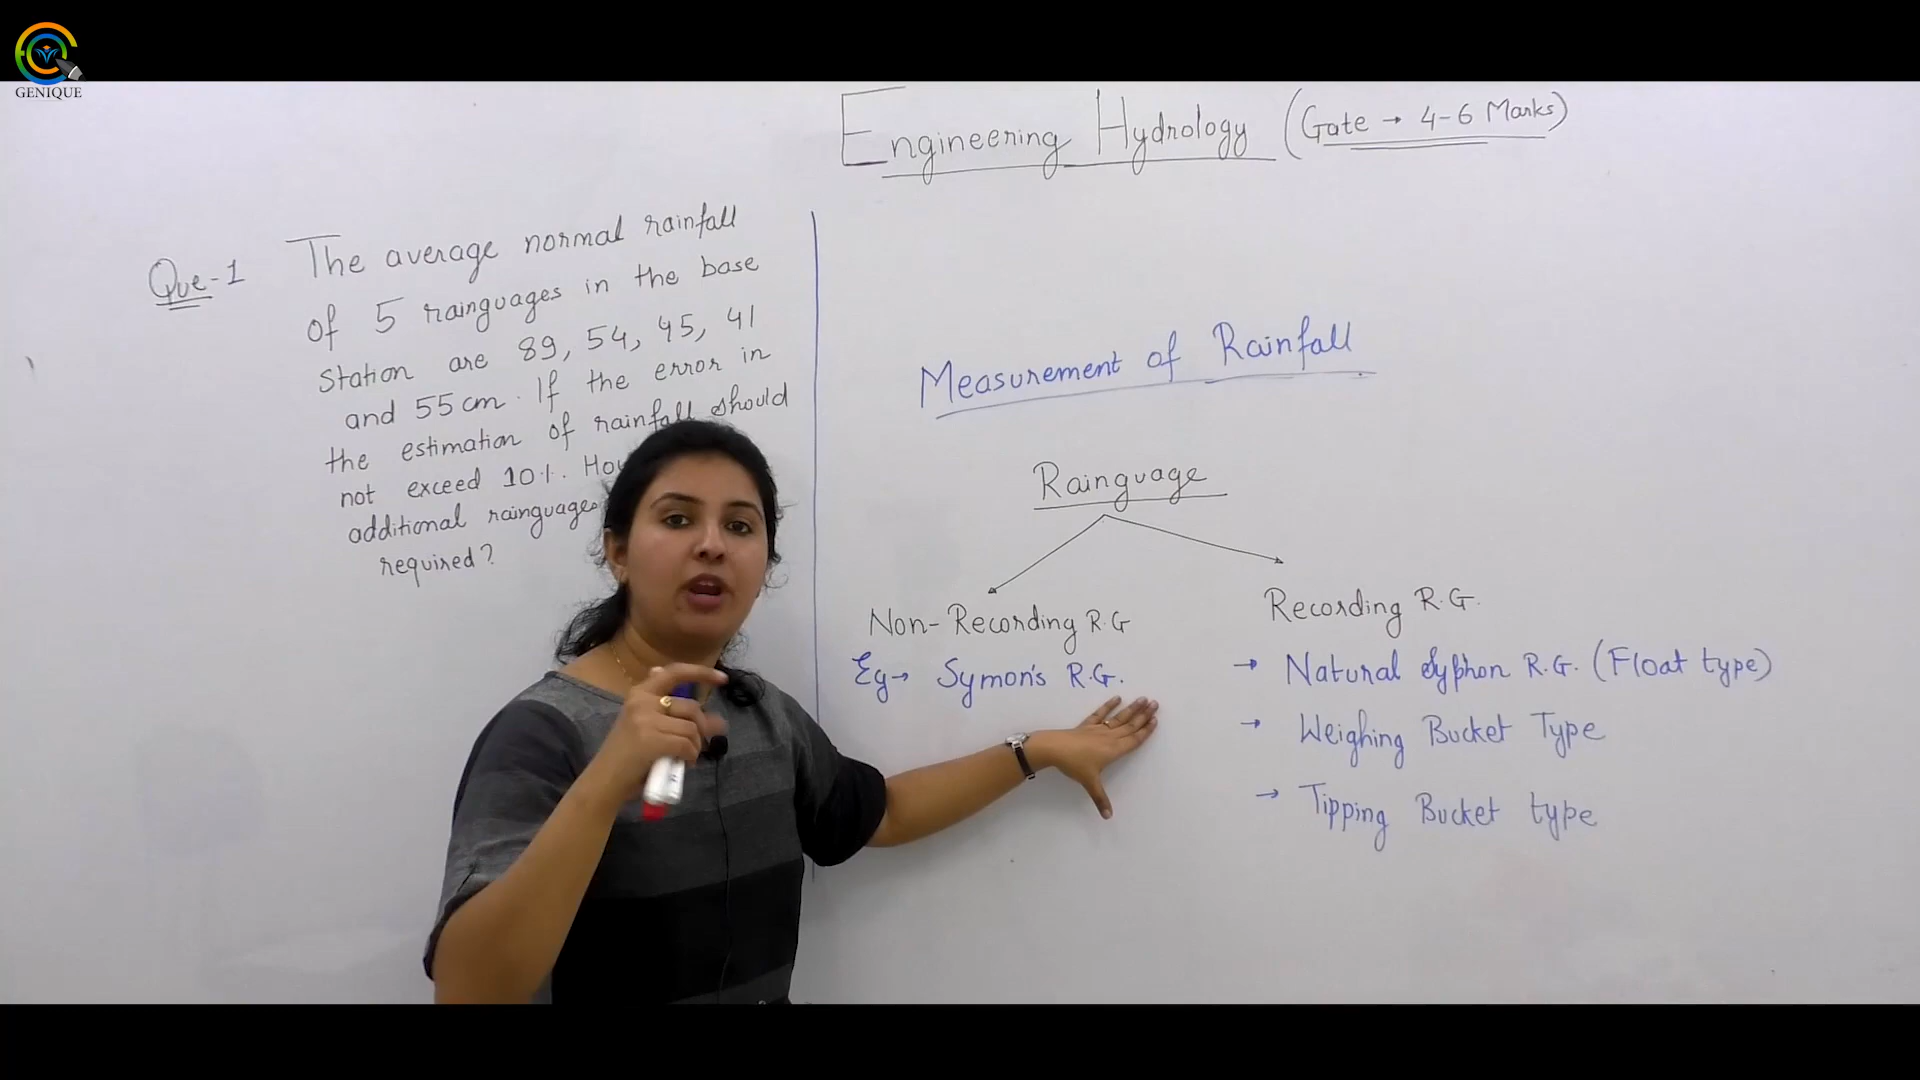 GENIQUE
Engineering Hydrology (Gate → 4-6 Marks)
Que-1 The average normal rainfall
of 5 rainguages in the base
station are 89, 54, 45, 41
and 55 cm. If the error in
the estimation of rainfall should
not exceed 10%.
additional rainguages
required?
Measurement of Rainfall
Rainguage
Non-Recording R.G
Eg→ Symon's R.G.
Recording R.G.
→ Natural Syphon R.G. (Float type)
→ Weighing Bucket Type
→ Tipping Bucket type